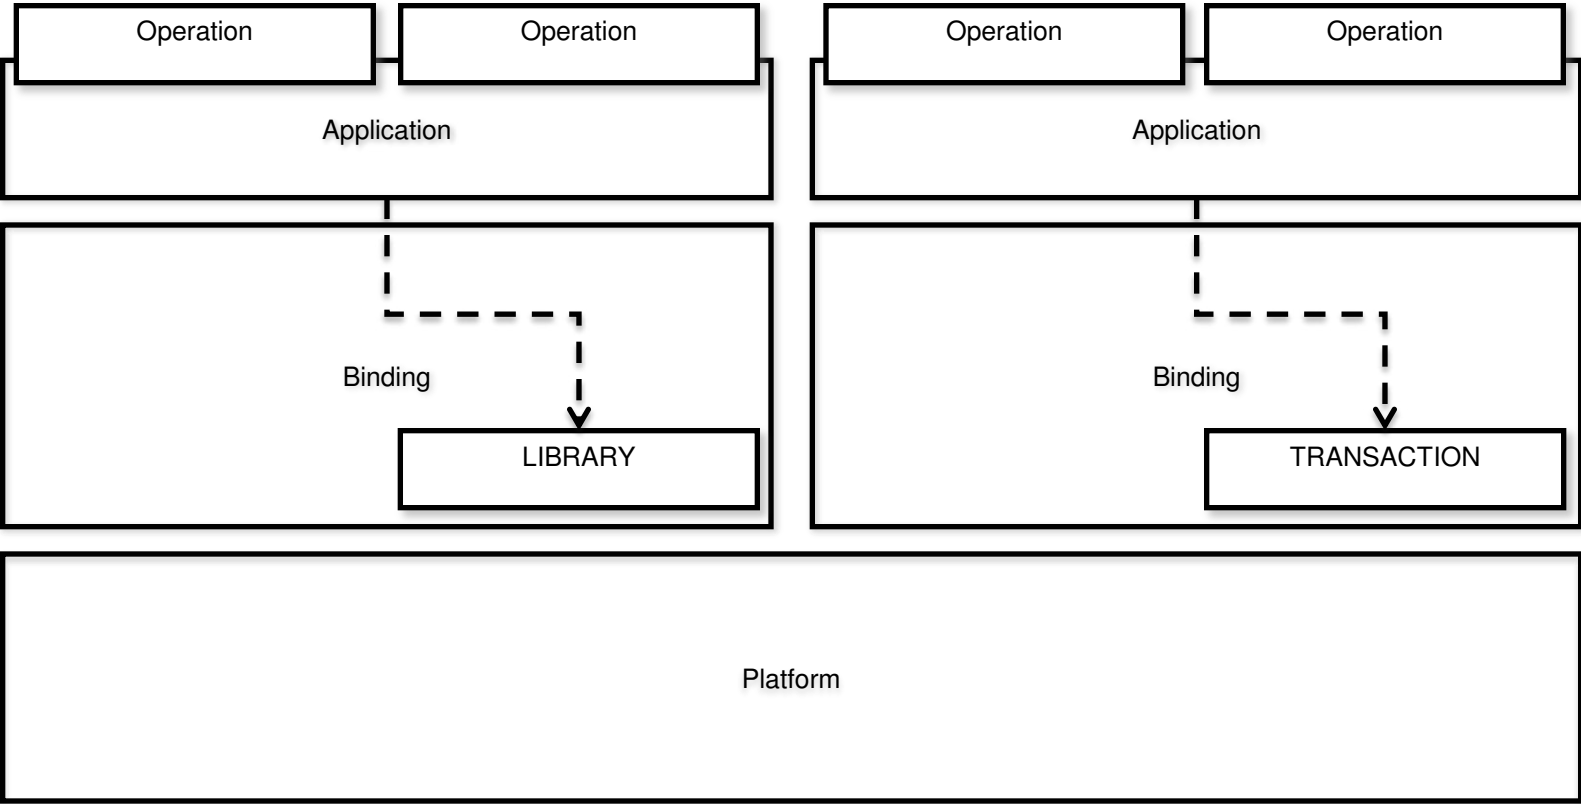 Operation
Operation
Operation
Operation
Application
Application
Binding
Binding
LIBRARY
TRANSACTION
Platform